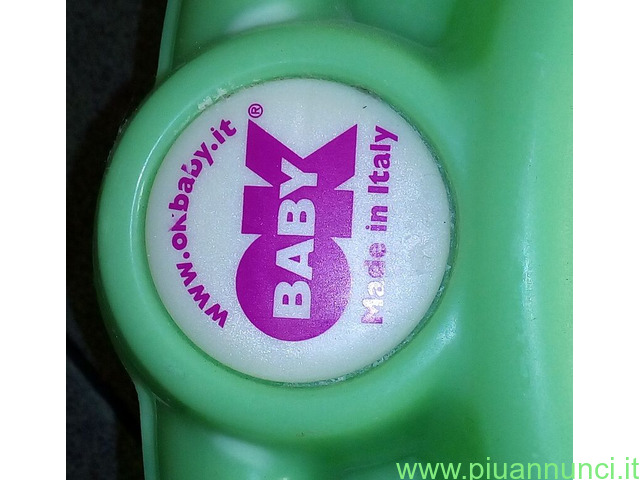 www.okbaby.it
OK
BABY
®
Made in Italy
www.piuannunci.it